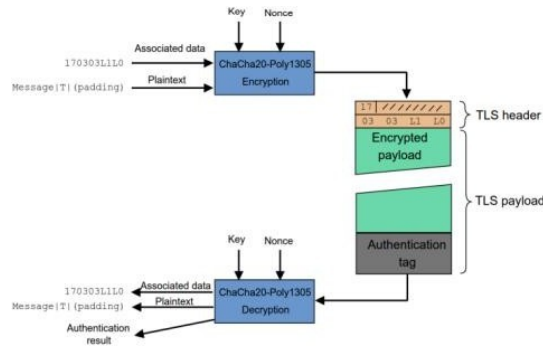 Key
Nonce
Associated data
170303L1L0
ChaCha20-Poly1305
Encryption
Plaintext
Message|T|(padding)
17
03 03 L1 L0
TLS header
Encrypted
payload
TLS payload
Authentication
tag
Key
Nonce
Associated data
170303L1L0
ChaCha20-Poly1305
Decryption
Plaintext
Message|T|(padding)
Authentication
result